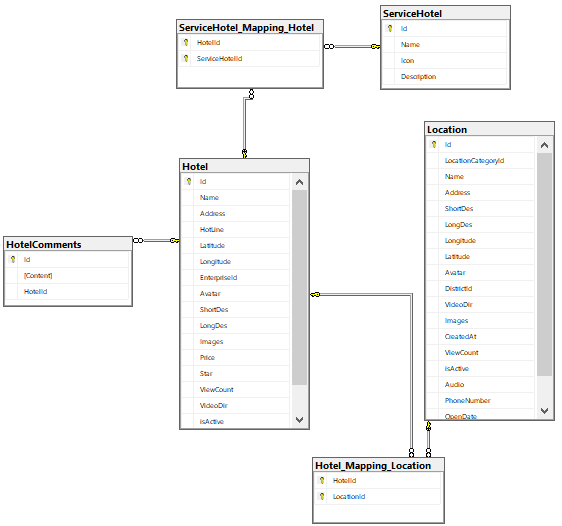 ServiceHotel_Mapping_Hotel
HotelId
ServiceHotelId
ServiceHotel
Id
Name
Icon
Description
Hotel
Id
Name
Address
HotLine
Latitude
Longitude
EnterpriseId
Avatar
ShortDes
LongDes
Images
Price
Star
ViewCount
VideoDir
isActive
HotelComments
Id
[Content]
HotelId
Location
Id
LocationCategoryId
Name
Address
ShortDes
LongDes
Longitude
Latitude
Avatar
DistrictId
VideoDir
Images
CreatedAt
ViewCount
isActive
Audio
PhoneNumber
OpenDate
Hotel_Mapping_Location
HotelId
LocationId